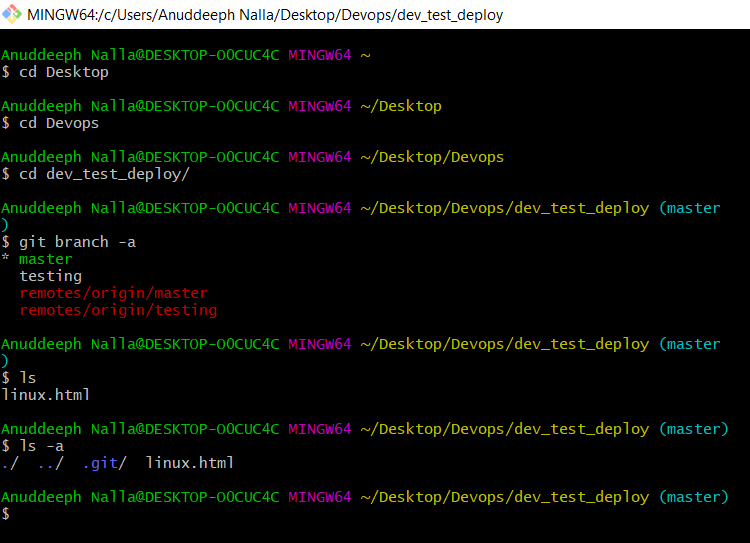 MINGW64:/c/Users/Anuddeeph Nalla/Desktop/Devops/dev_test_deploy
Anuddeeph Nalla@DESKTOP-O0CUC4C MINGW64 ~
$ cd Desktop
Anuddeeph Nalla@DESKTOP-O0CUC4C MINGW64 ~/Desktop
$ cd Devops
Anuddeeph Nalla@DESKTOP-O0CUC4C MINGW64 ~/Desktop/Devops
$ cd dev_test_deploy/
Anuddeeph Nalla@DESKTOP-O0CUC4C MINGW64 ~/Desktop/Devops/dev_test_deploy (master
)
$ git branch -a
* master
  testing
  remotes/origin/master
  remotes/origin/testing
Anuddeeph Nalla@DESKTOP-O0CUC4C MINGW64 ~/Desktop/Devops/dev_test_deploy (master
)
$ ls
linux.html
Anuddeeph Nalla@DESKTOP-O0CUC4C MINGW64 ~/Desktop/Devops/dev_test_deploy (master)
$ ls -a
./  ../  .git/  linux.html
Anuddeeph Nalla@DESKTOP-O0CUC4C MINGW64 ~/Desktop/Devops/dev_test_deploy (master)
$